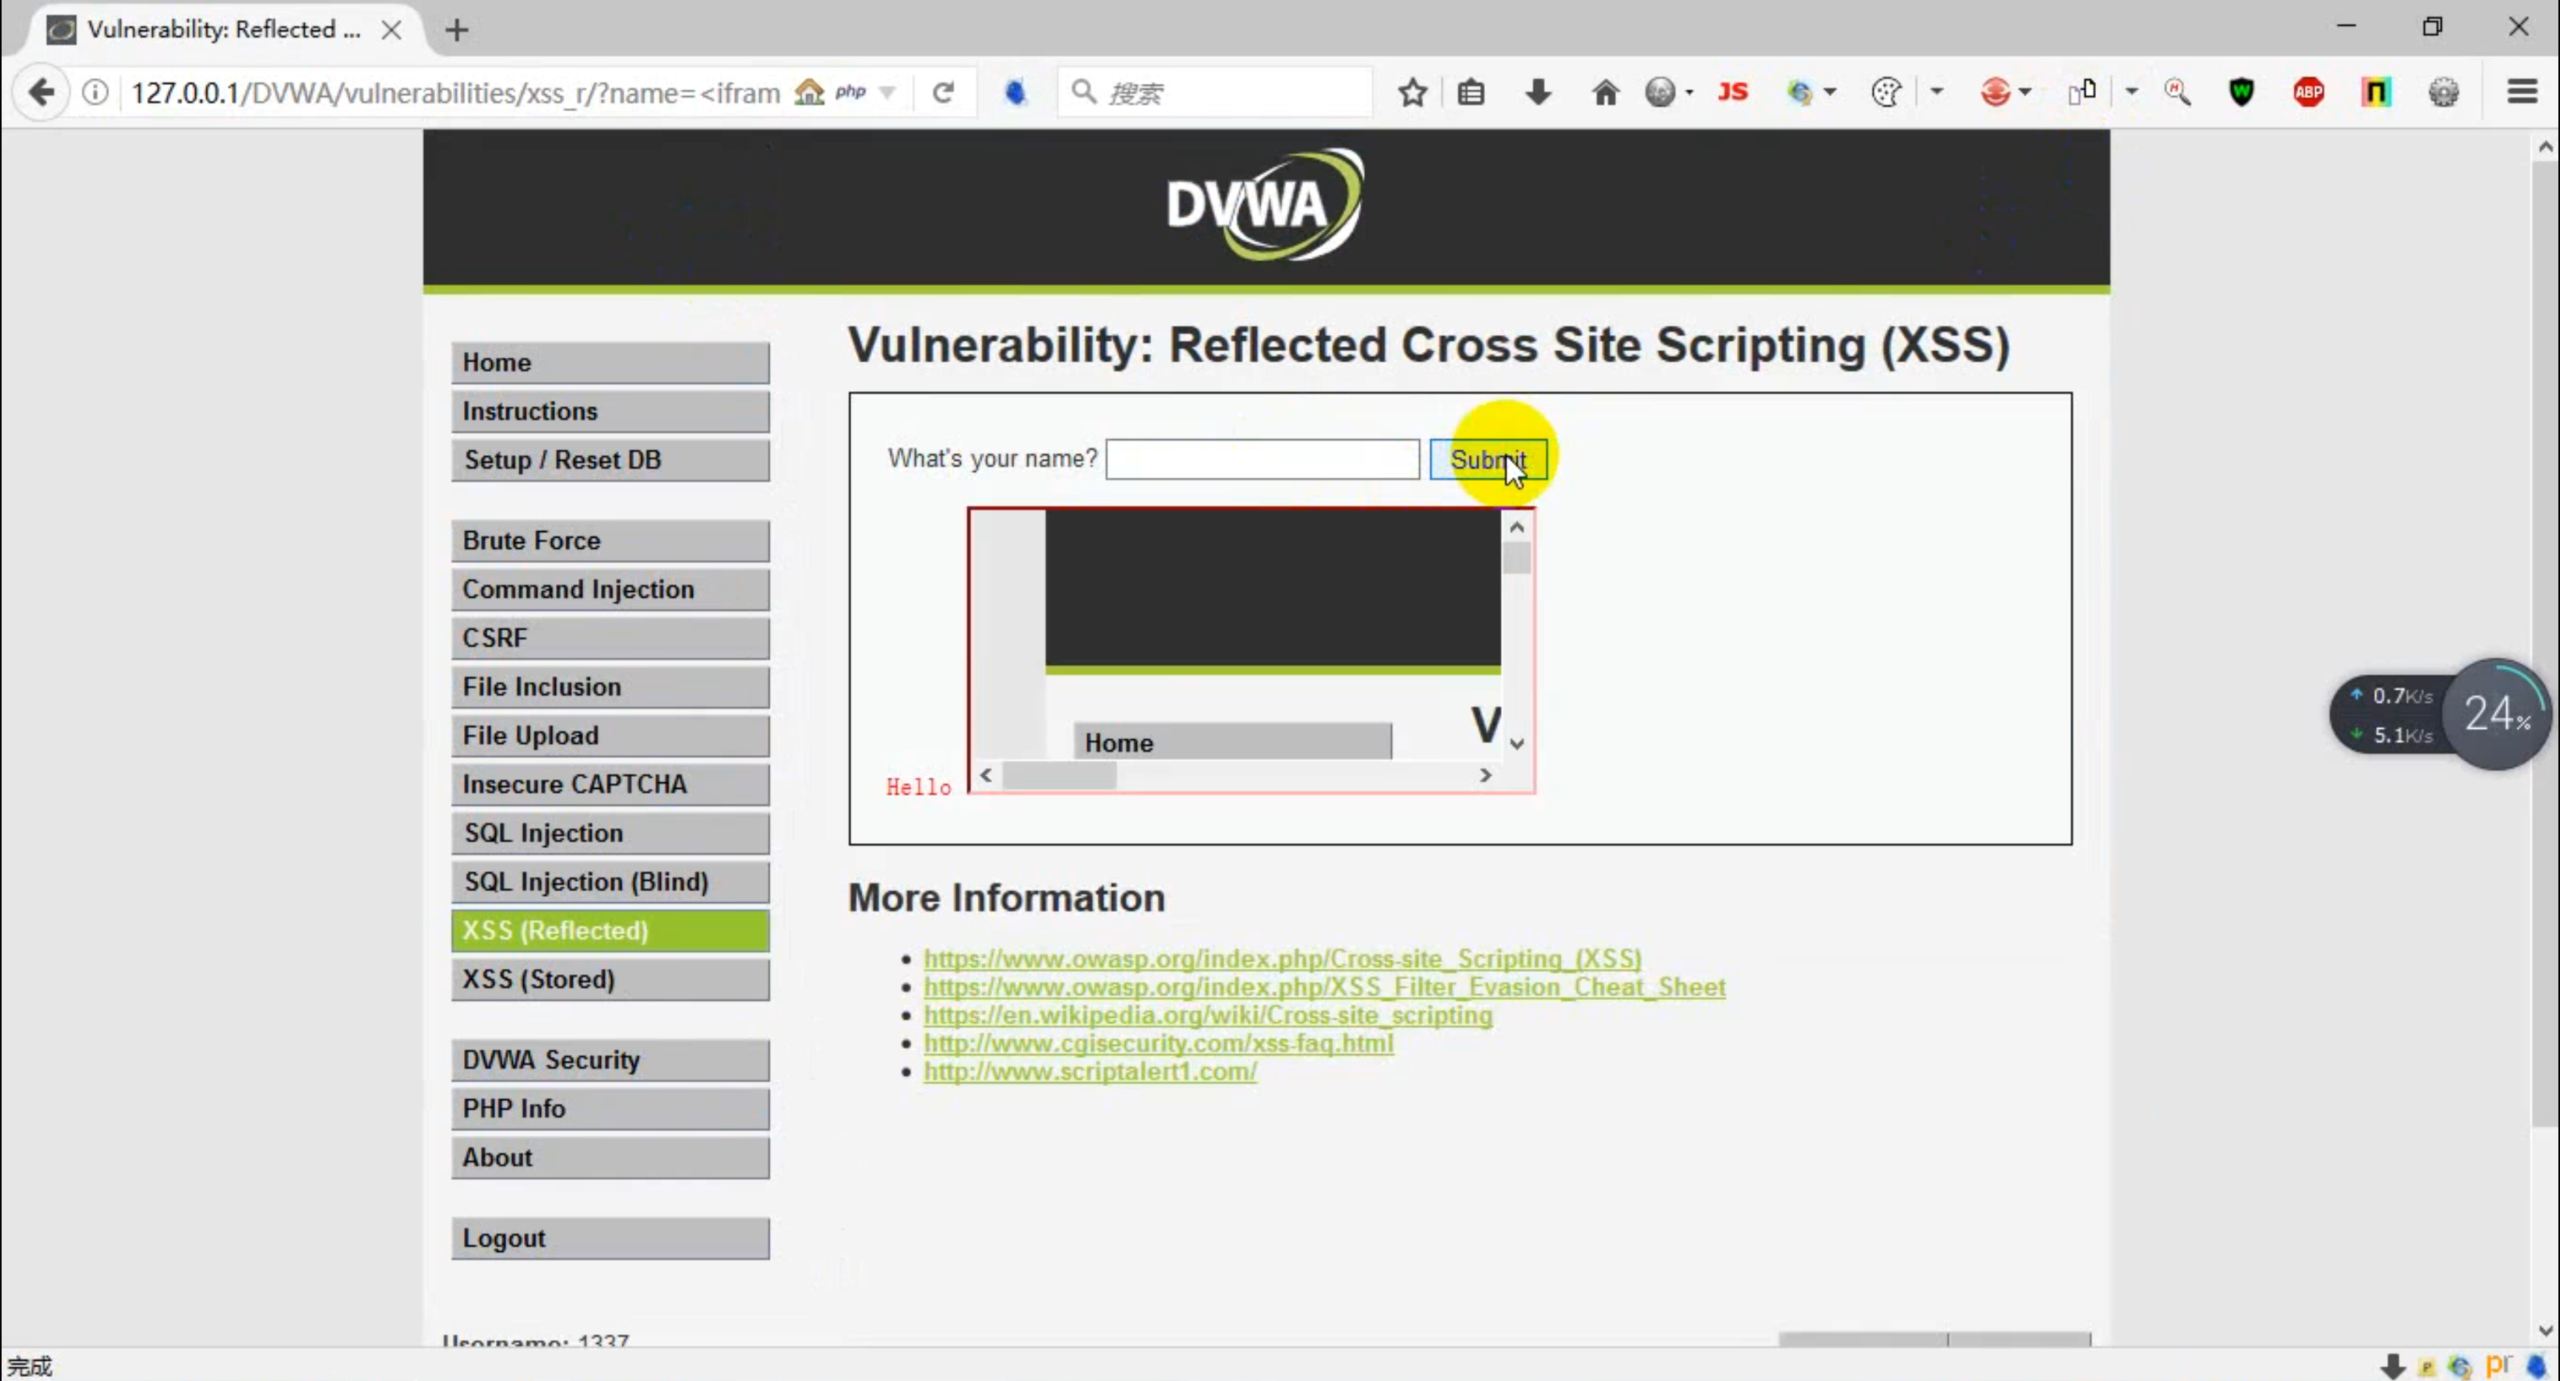 Vulnerability: Reflected ...
127.0.0.1/DVWA/vulnerabilities/xss_r/?name=<ifram
php
搜索
JS
ABP
DVWA
Vulnerability: Reflected Cross Site Scripting (XSS)
Home
Instructions
Setup / Reset DB
Brute Force
Command Injection
CSRF
File Inclusion
File Upload
Insecure CAPTCHA
SQL Injection
SQL Injection (Blind)
XSS (Reflected)
XSS (Stored)
DVWA Security
PHP Info
About
Logout
What's your name?
Submit
Home
V
Hello
More Information
https://www.owasp.org/index.php/Cross-site_Scripting_(XSS)
https://www.owasp.org/index.php/XSS_Filter_Evasion_Cheat_Sheet
https://en.wikipedia.org/wiki/Cross-site_scripting
http://www.cgisecurity.com/xss-faq.html
http://www.scriptalert1.com/
0.7K/s
5.1K/s
24%
Username: 1337
完成
pr